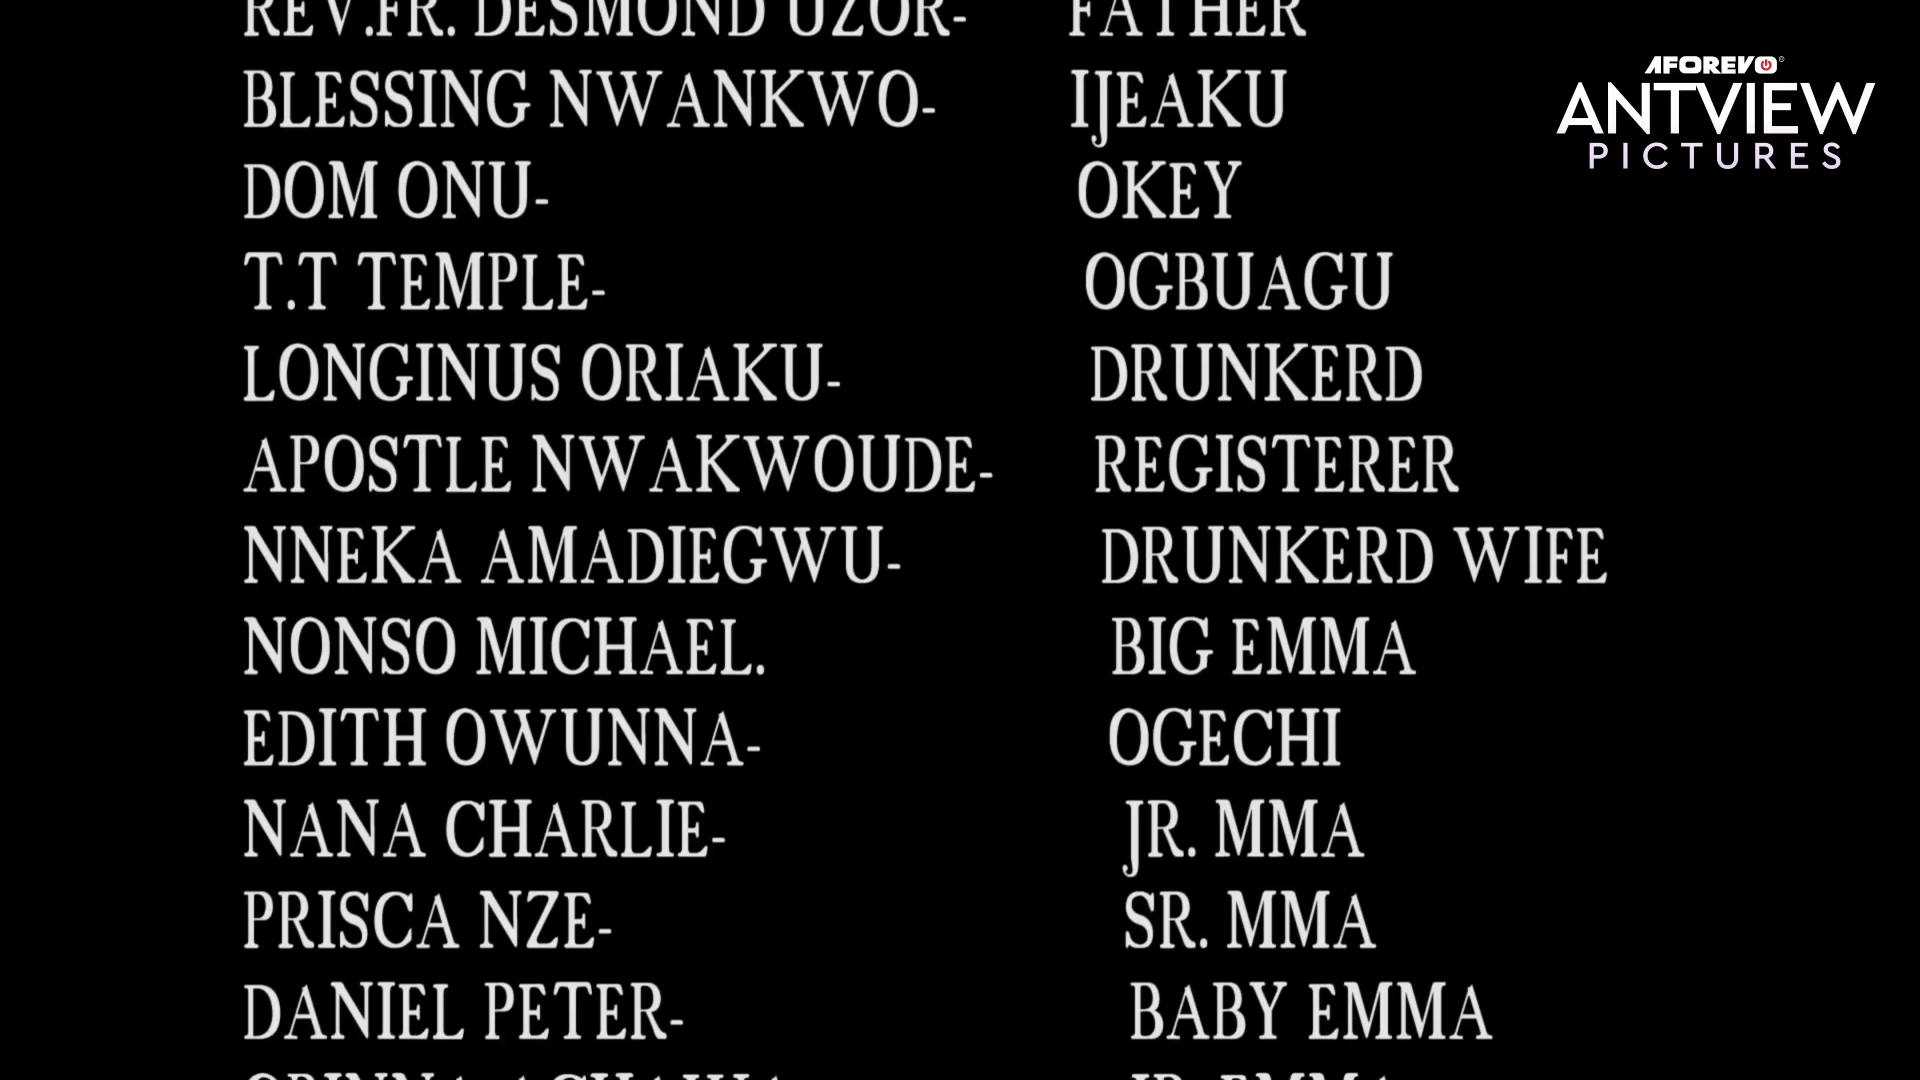 REV.FR. DESMOND UZOR- FATHER
BLESSING NWANKWO- IJEAKU
DOM ONU- OKEY
T.T TEMPLE- OGBUAGU
LONGINUS ORIAKU- DRUNKERD
APOSTLE NWAKWOUDE- REGISTERER
NNEKA AMADIEGWU- DRUNKERD WIFE
NONSO MICHAEL. BIG EMMA
EDITH OWUNNA- OGECHI
NANA CHARLIE- JR. MMA
PRISCA NZE- SR. MMA
DANIEL PETER- BABY EMMA
JR. EMMA
AFOREVO®
ANTVIEW
PICTURES